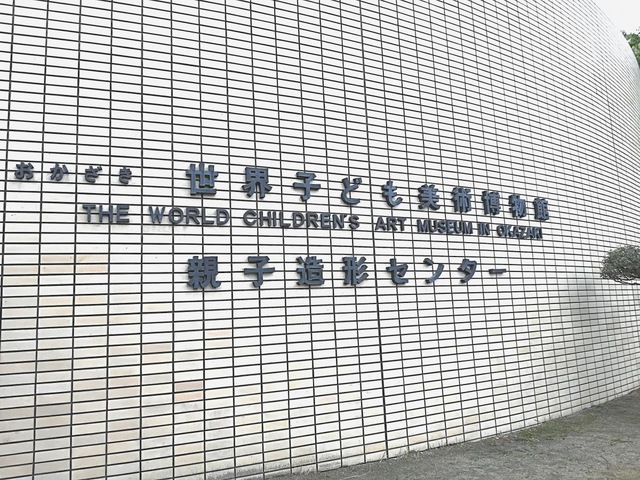 おかざき 世界子ども美術博物館
THE WORLD CHILDREN'S ART MUSEUM IN OKAZAKI
親子造形センター